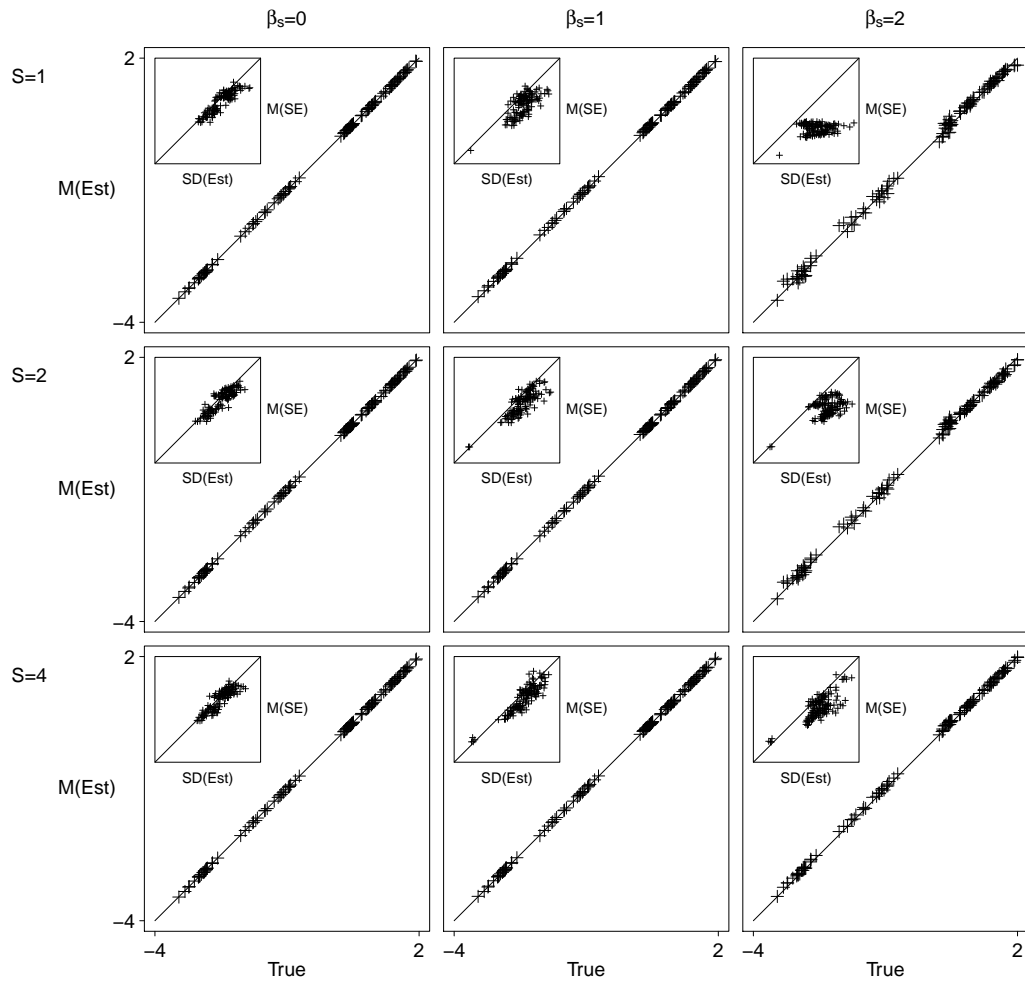 βs=0 βs=1 βs=2
S=1
2
M(SE) M(SE) M(SE)
SD(Est) SD(Est) SD(Est)
M(Est)
−4
S=2
2
M(SE) M(SE) M(SE)
SD(Est) SD(Est) SD(Est)
M(Est)
−4
S=4
2
M(SE) M(SE) M(SE)
SD(Est) SD(Est) SD(Est)
M(Est)
−4
−4 2 −4 2 −4 2
True True True